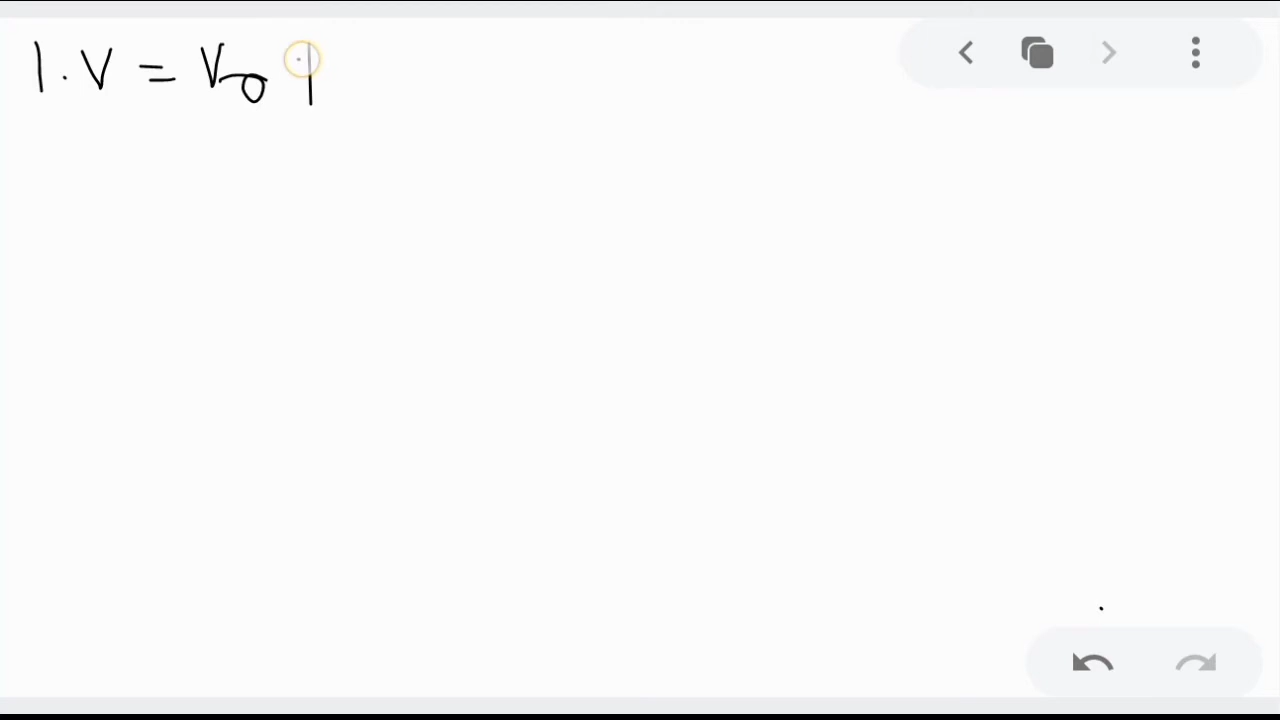 1. V = V₀